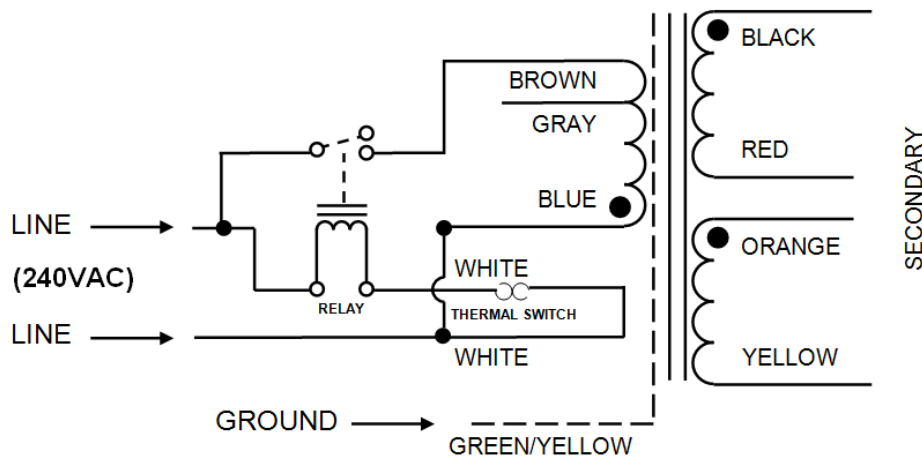 BLACK
BROWN
GRAY
RED
BLUE
LINE
(240VAC)
LINE
RELAY
WHITE
THERMAL SWITCH
WHITE
ORANGE
YELLOW
SECONDARY
GROUND
GREEN/YELLOW